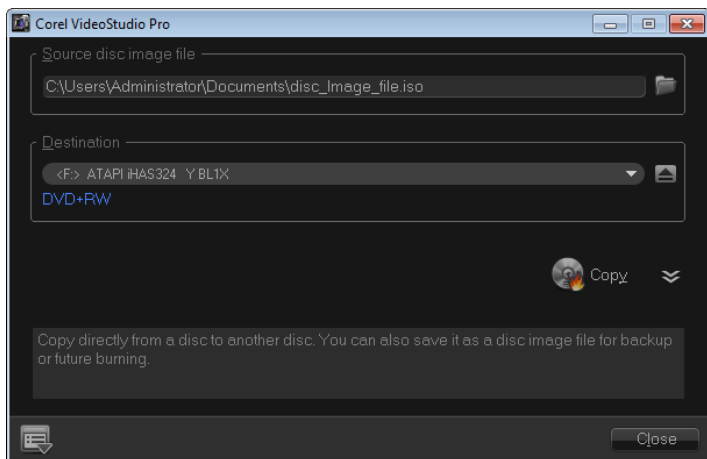 Corel VideoStudio Pro
Source disc image file
C:\Users\Administrator\Documents\disc_Image_file.iso
Destination
<F:> ATAPI iHAS324 Y BL1X
DVD+RW
Copy
Copy directly from a disc to another disc. You can also save it as a disc image file for backup
or future burning.
Close